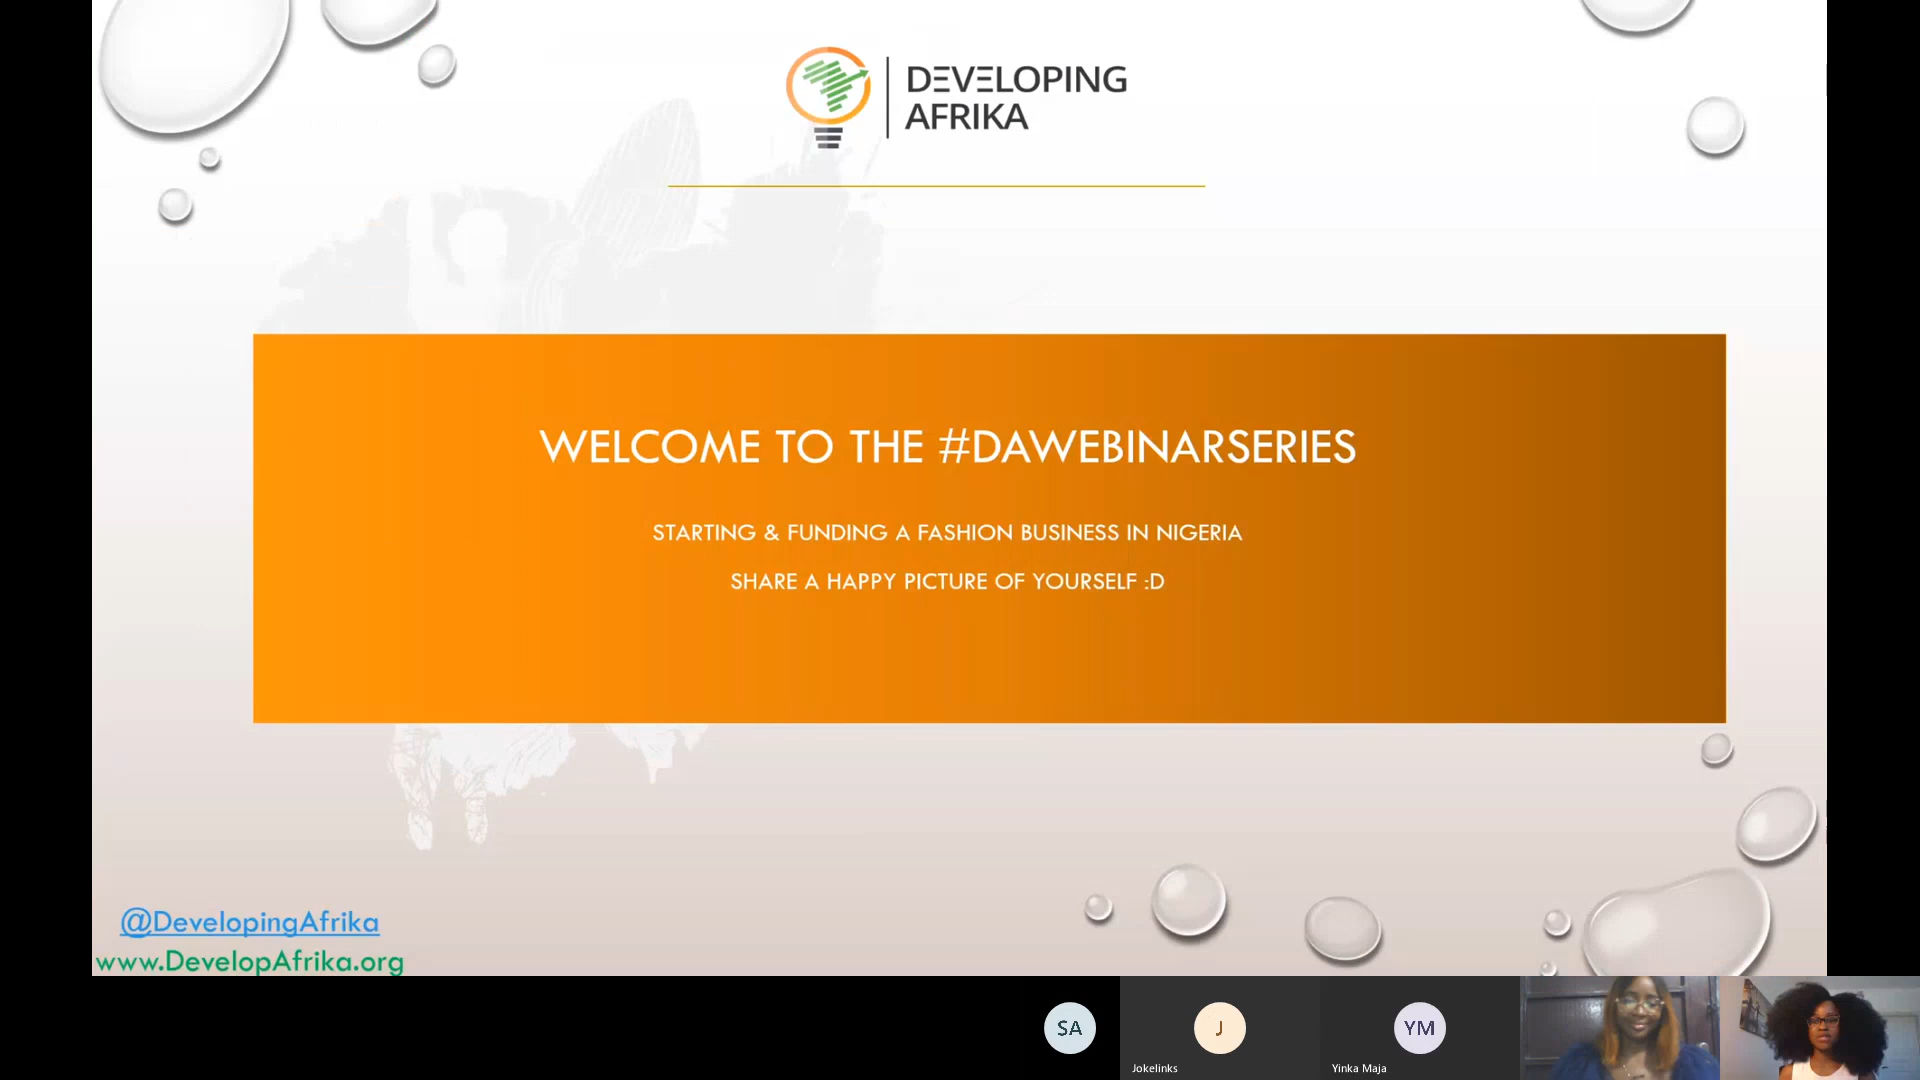 DEVELOPING
AFRIKA
WELCOME TO THE #DAWEBINARSERIES
STARTING & FUNDING A FASHION BUSINESS IN NIGERIA
SHARE A HAPPY PICTURE OF YOURSELF :D
@DevelopingAfrika
www.DevelopAfrika.org
SA
J
YM
Jokelinks
Yinka Maja